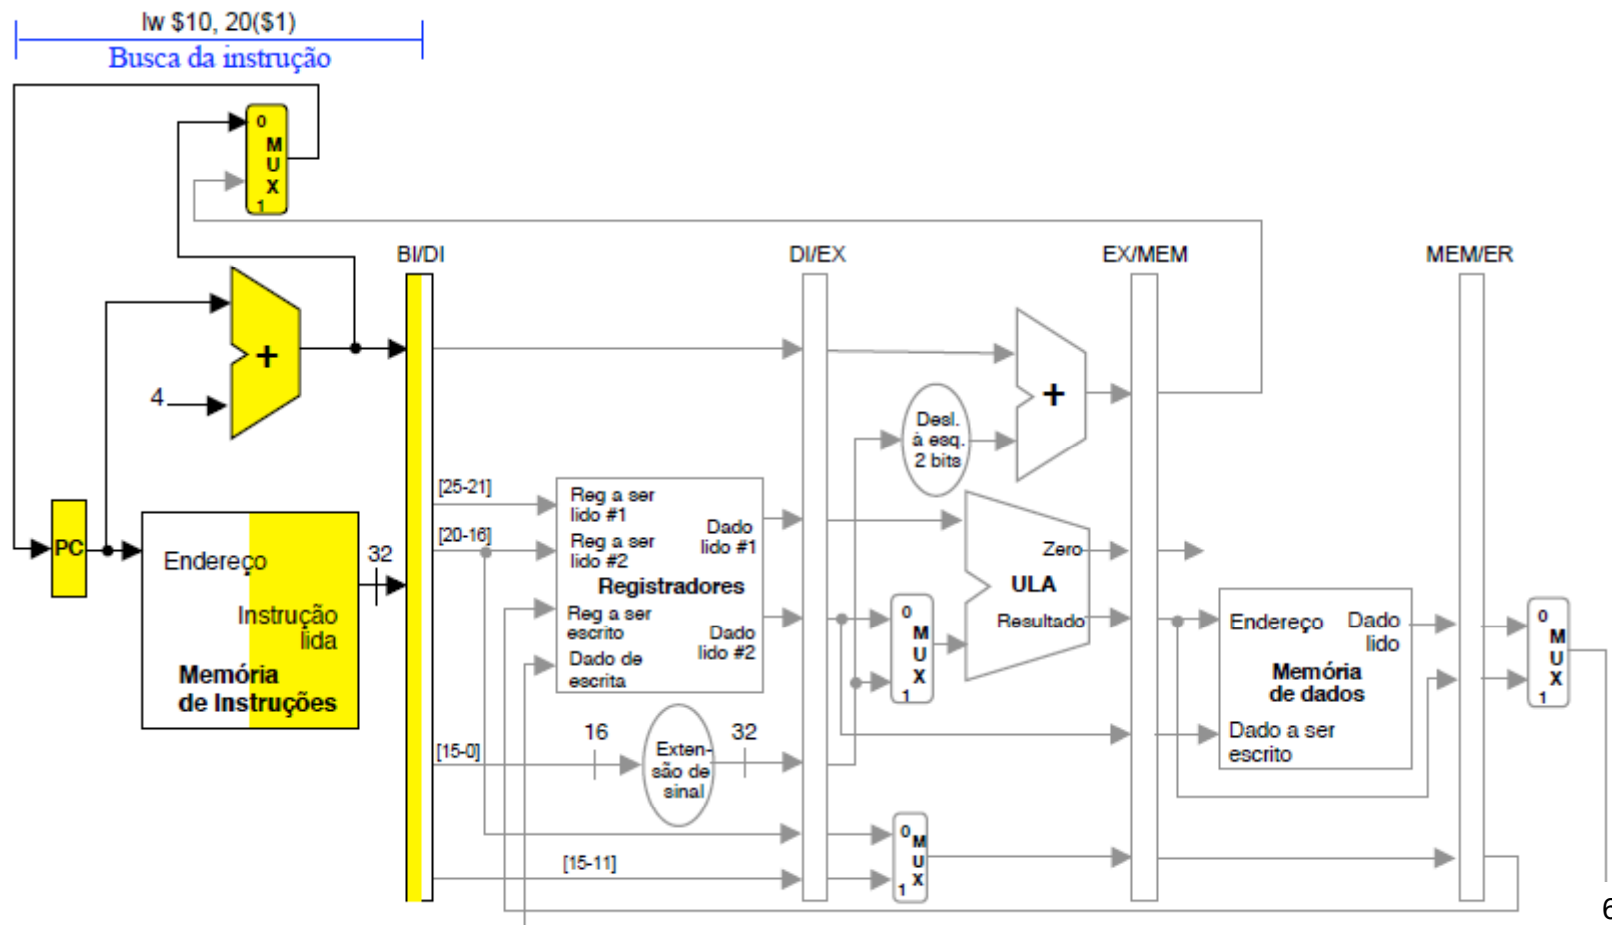 lw $10, 20($1)
Busca da instrução
0
M
U
X
1
BI/DI
DI/EX
EX/MEM
MEM/ER
+
4
+
Desl.
à esq.
2 bits
PC
Endereço
Instrução
lida
Memória
de Instruções
32
[25-21]
[20-16]
[15-0]
[15-11]
Reg a ser
lido #1
Reg a ser
lido #2
Registradores
Reg a ser
escrito
Dado de
escrita
Dado
lido #1
Dado
lido #2
16
Exten-
são de
sinal
32
0
M
U
X
1
Zero
ULA
Resultado
0
M
U
X
1
Endereço
Dado
lido
Memória
de dados
Dado a ser
escrito
0
M
U
X
1